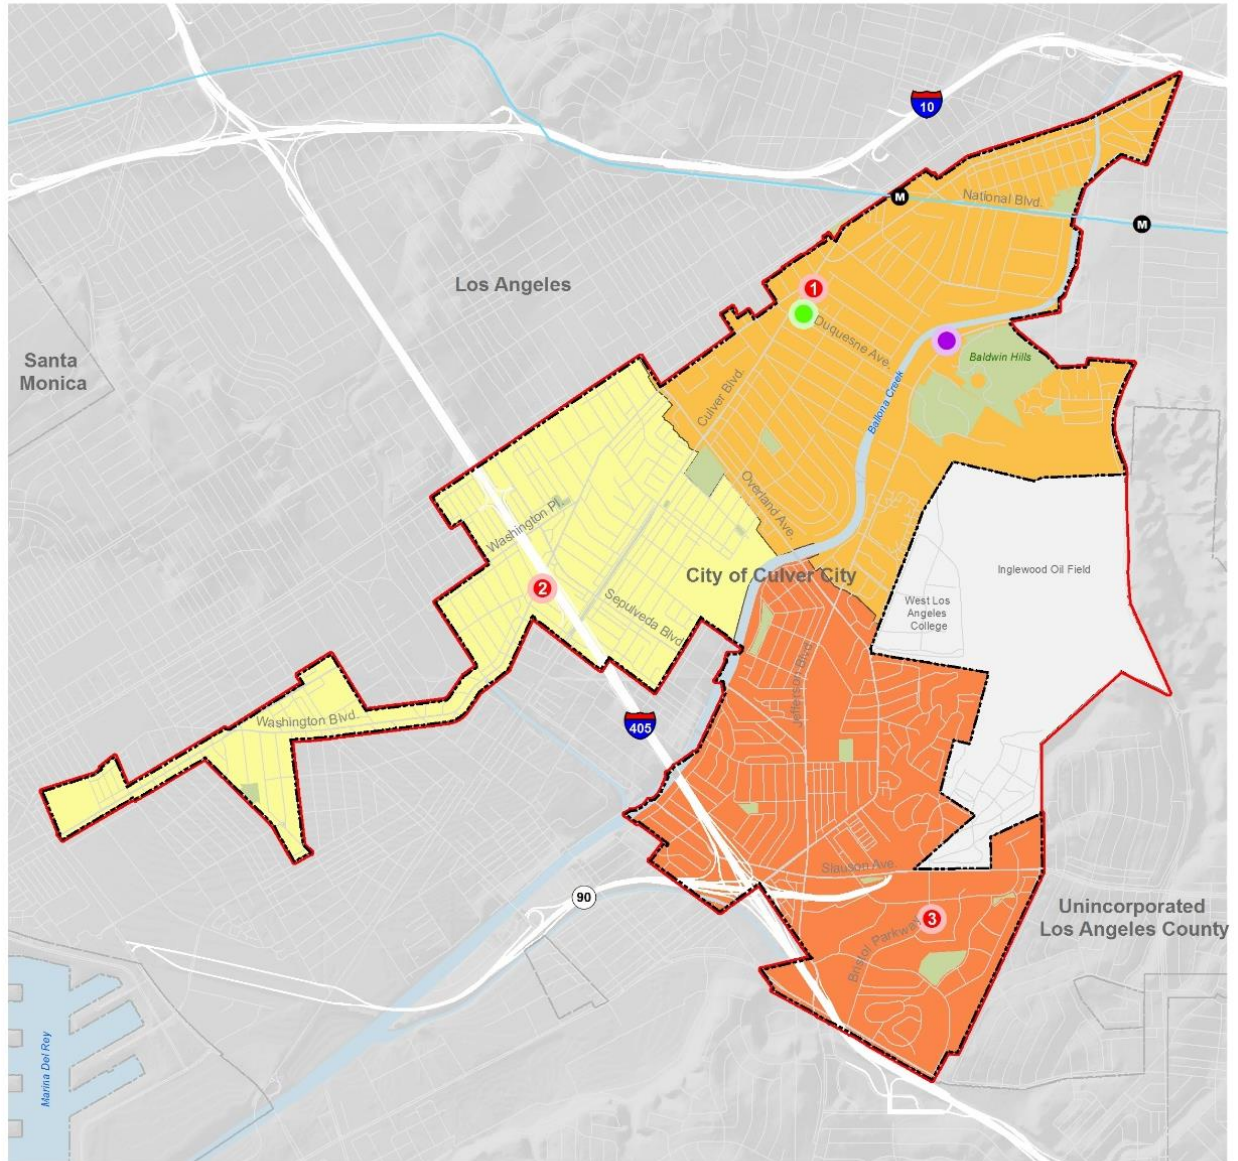 10
National Blvd.
M
M
Los Angeles
1
Duquesne Ave.
Santa
Monica
Baldwin Hills
Culver Blvd.
Ballona Creek
Overland Ave.
Washington Pl.
City of Culver City
Inglewood Oil Field
2
Sepulveda Blvd.
West Los
Angeles
College
Jefferson Blvd.
Washington Blvd.
405
Slauson Ave.
90
3
Bristol Parkway
Unincorporated
Los Angeles County
Marina Del Rey